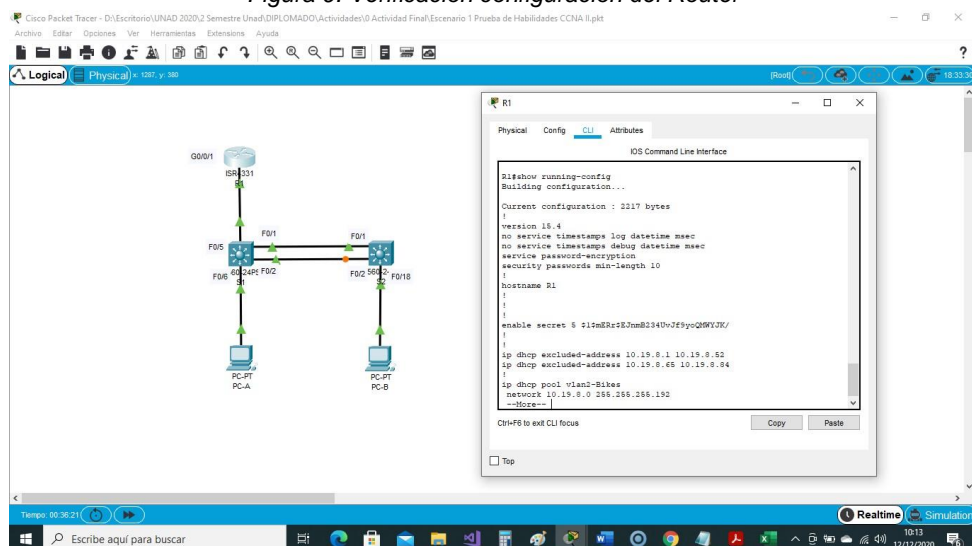 Figura 3. Verificación configuración del Router
Cisco Packet Tracer - D:\Escritorio\UNAD 2020\2 Semestre Unad\DIPLOMADO\Actividades\0 Actividad Final\Escenario 1 Prueba de Habilidades CCNA II.pkt
Archivo Editar Opciones Ver Herramientas Extensions Ayuda
?
Logical Physical x: 1287, y: 380 [Root] 18:33:30
G0/0/1
ISR4331
R1
F0/1 F0/1
F0/5
F0/6 F0/2 F0/2 F0/18
S1
S2
PC-PT
PC-A
PC-PT
PC-B
R1
Physical Config CLI Attributes
IOS Command Line Interface
R1#show running-config
Building configuration...
Current configuration : 2217 bytes
!
version 15.4
no service timestamps log datetime msec
no service timestamps debug datetime msec
service password-encryption
security passwords min-length 10
!
hostname R1
!
!
!
enable secret 5 $1$mERr$EJnmB234UvJf9yoQMWYJK/
!
!
ip dhcp excluded-address 10.19.8.1 10.19.8.52
ip dhcp excluded-address 10.19.8.65 10.19.8.84
!
ip dhcp pool vlan2-Bikes
network 10.19.8.0 255.255.255.192
--More--
Ctrl+F6 to exit CLI focus Copy Paste
Top
Tiempo: 00:36:21 Realtime Simulation
Escribe aquí para buscar
10:13
12/12/2020
6